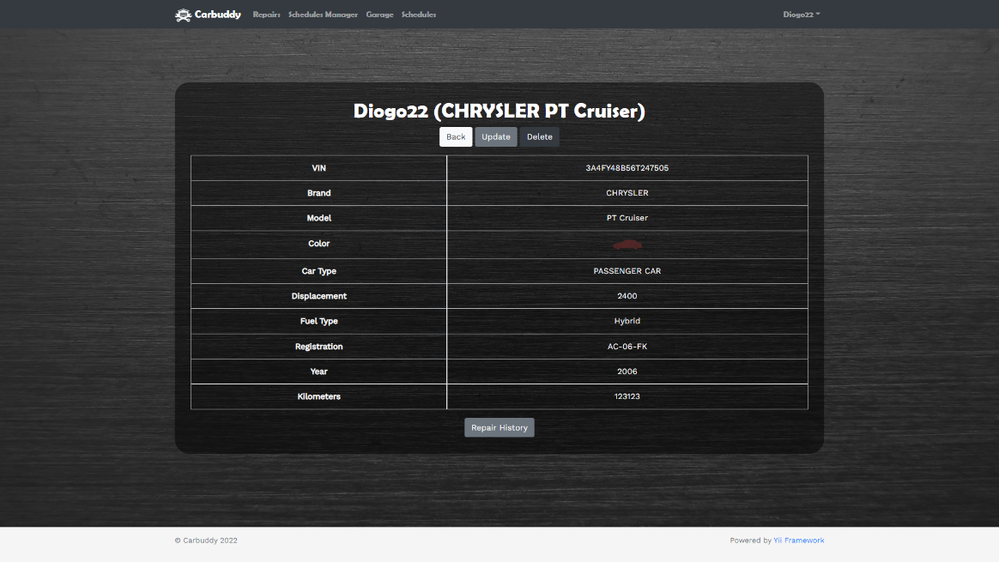 Carbuddy Repairs Schedules Manager Garage Schedules Diogo22
Diogo22 (CHRYSLER PT Cruiser)
Back Update Delete
VIN 3A4FY48B56T247505
Brand CHRYSLER
Model PT Cruiser
Color
Car Type PASSENGER CAR
Displacement 2400
Fuel Type Hybrid
Registration AC-06-FK
Year 2006
Kilometers 123123
Repair History
© Carbuddy 2022 Powered by Yii Framework